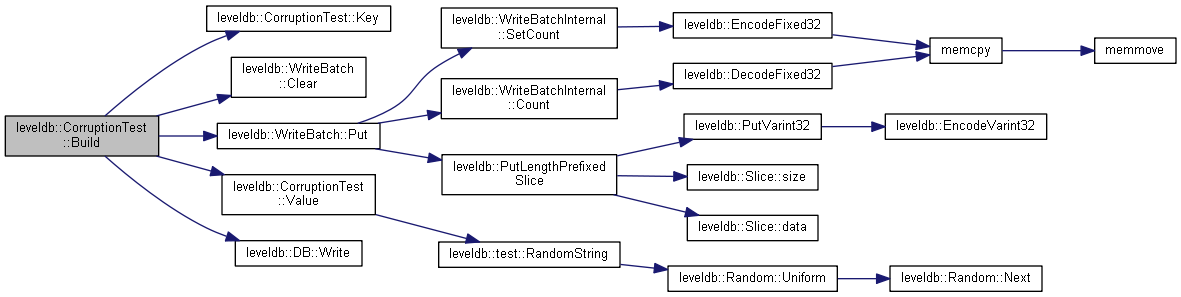 leveldb::CorruptionTest
::Build
leveldb::CorruptionTest::Key
leveldb::WriteBatch
::Clear
leveldb::WriteBatch::Put
leveldb::CorruptionTest
::Value
leveldb::DB::Write
leveldb::WriteBatchInternal
::SetCount
leveldb::WriteBatchInternal
::Count
leveldb::PutLengthPrefixed
Slice
leveldb::test::RandomString
leveldb::EncodeFixed32
leveldb::DecodeFixed32
leveldb::PutVarint32
leveldb::Slice::size
leveldb::Slice::data
leveldb::Random::Uniform
memcpy
leveldb::EncodeVarint32
leveldb::Random::Next
memmove